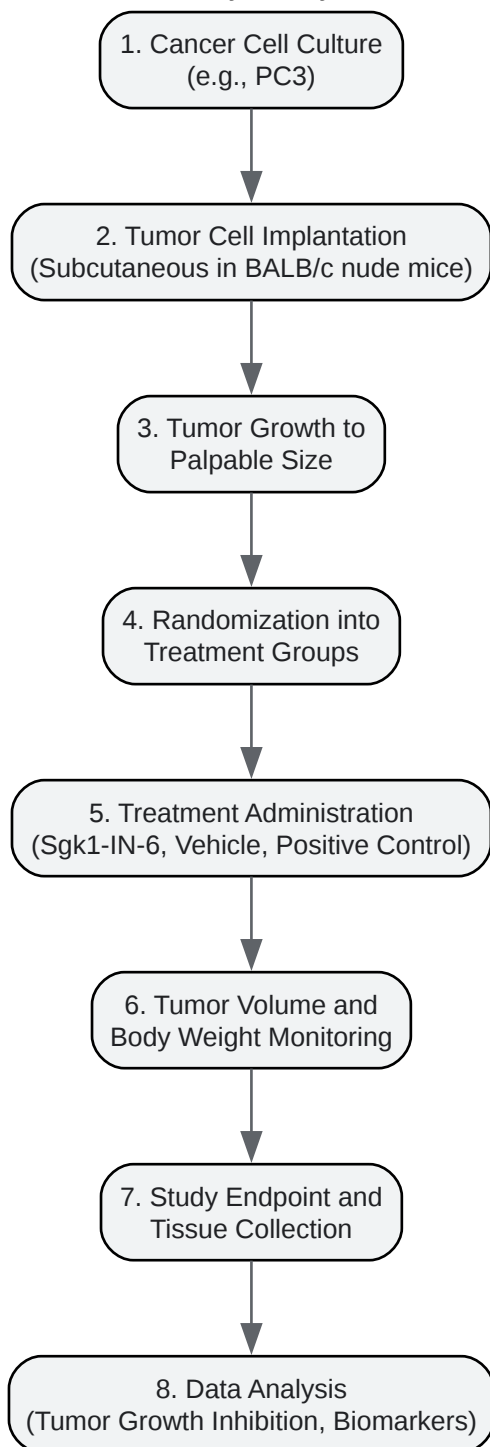 1. Cancer Cell Culture
(e.g., PC3)
2. Tumor Cell Implantation
(Subcutaneous in BALB/c nude mice)
3. Tumor Growth to
Palpable Size
4. Randomization into
Treatment Groups
5. Treatment Administration
(Sgk1-IN-6, Vehicle, Positive Control)
6. Tumor Volume and
Body Weight Monitoring
7. Study Endpoint and
Tissue Collection
8. Data Analysis
(Tumor Growth Inhibition, Biomarkers)